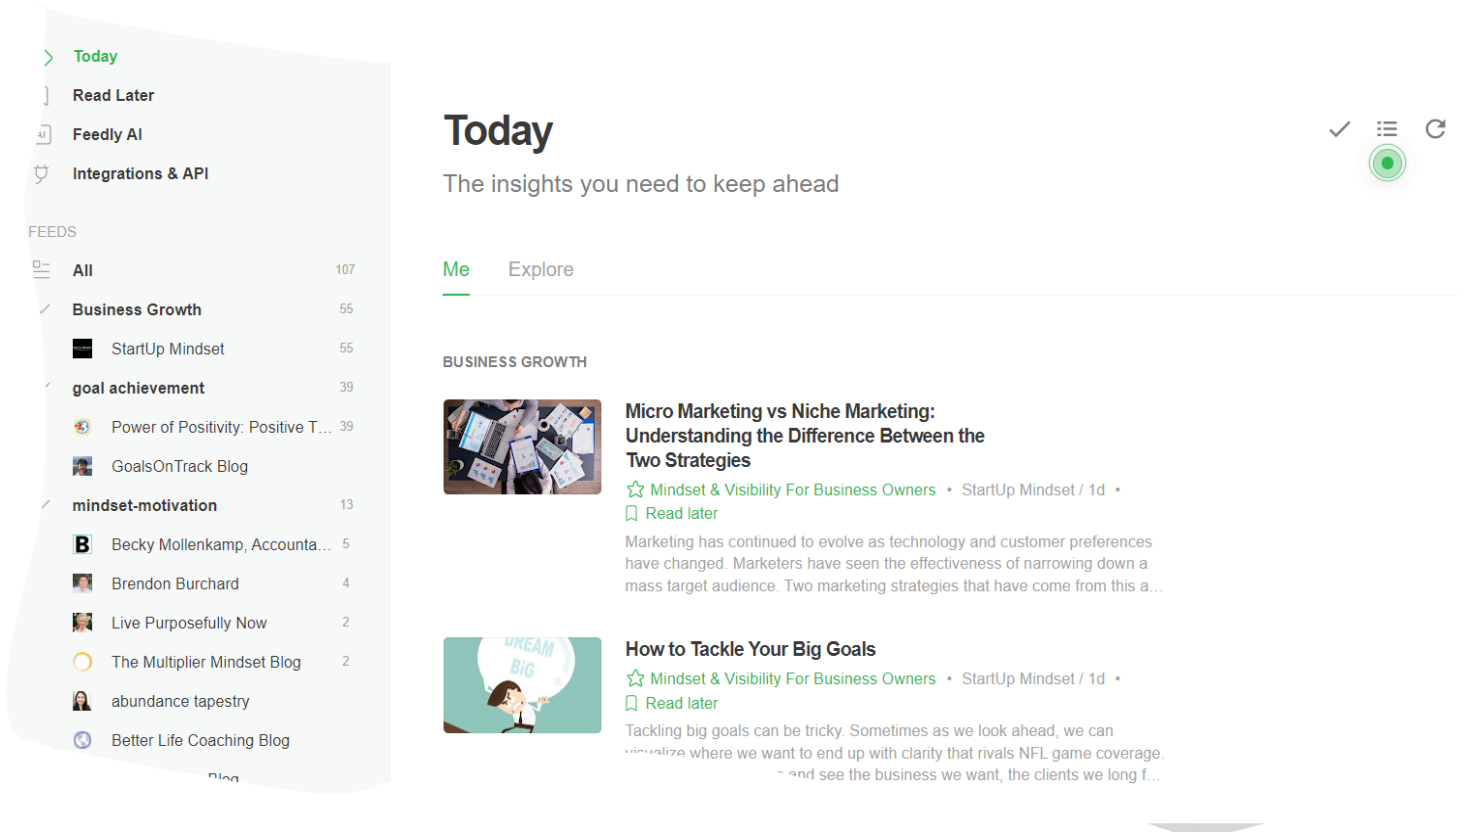 Today
Read Later
AI
Feedly AI
Integrations & API
FEEDS
All 107
Business Growth 55
StartUp Mindset 55
goal achievement 39
Power of Positivity: Positive T... 39
GoalsOnTrack Blog
mindset-motivation 13
B
Becky Mollenkamp, Accounta... 5
Brendon Burchard 4
Live Purposefully Now 2
The Multiplier Mindset Blog 2
abundance tapestry
Better Life Coaching Blog
Blog
Today
The insights you need to keep ahead
Me Explore
BUSINESS GROWTH
Micro Marketing vs Niche Marketing:
Understanding the Difference Between the
Two Strategies
Mindset & Visibility For Business Owners • StartUp Mindset / 1d •
Read later
Marketing has continued to evolve as technology and customer preferences
have changed. Marketers have seen the effectiveness of narrowing down a
mass target audience. Two marketing strategies that have come from this a...
DREAM
BIG
How to Tackle Your Big Goals
Mindset & Visibility For Business Owners • StartUp Mindset / 1d •
Read later
Tackling big goals can be tricky. Sometimes as we look ahead, we can
visualize where we want to end up with clarity that rivals NFL game coverage.
and see the business we want, the clients we long f...